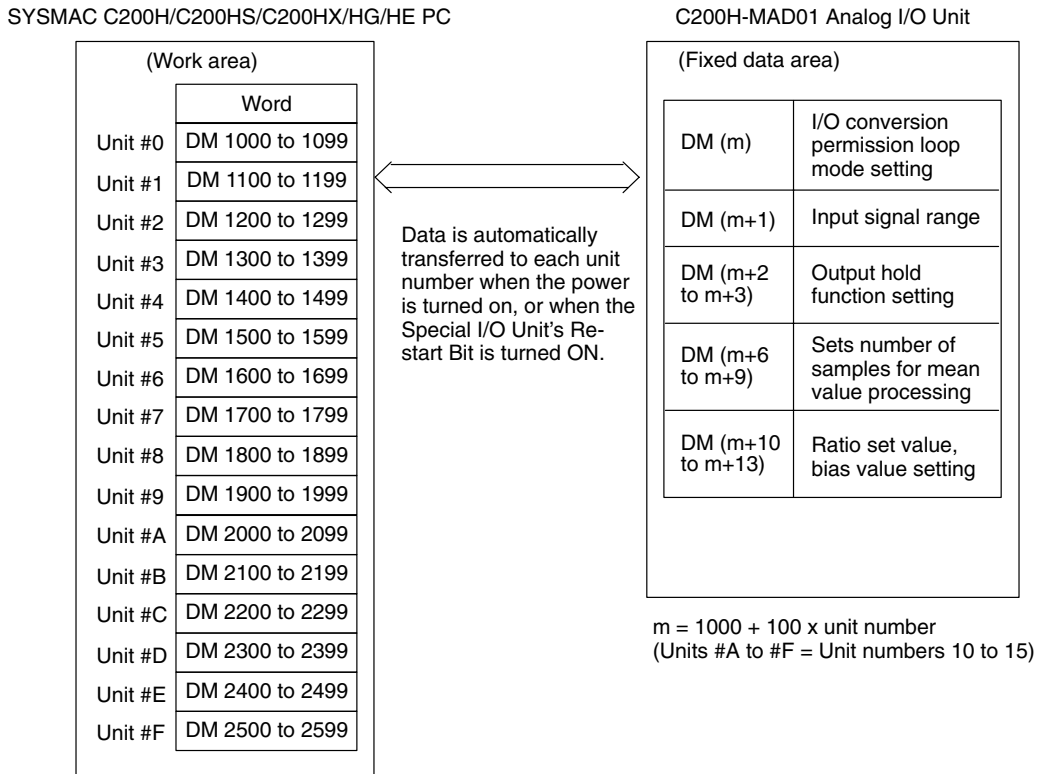 SYSMAC C200H/C200HS/C200HX/HG/HE PC
(Work area)
Word
Unit #0 DM 1000 to 1099
Unit #1 DM 1100 to 1199
Unit #2 DM 1200 to 1299
Unit #3 DM 1300 to 1399
Unit #4 DM 1400 to 1499
Unit #5 DM 1500 to 1599
Unit #6 DM 1600 to 1699
Unit #7 DM 1700 to 1799
Unit #8 DM 1800 to 1899
Unit #9 DM 1900 to 1999
Unit #A DM 2000 to 2099
Unit #B DM 2100 to 2199
Unit #C DM 2200 to 2299
Unit #D DM 2300 to 2399
Unit #E DM 2400 to 2499
Unit #F DM 2500 to 2599
Data is automatically
transferred to each unit
number when the power
is turned on, or when the
Special I/O Unit's Re-
start Bit is turned ON.
C200H-MAD01 Analog I/O Unit
(Fixed data area)
DM (m)
I/O conversion
permission loop
mode setting
DM (m+1)
Input signal range
DM (m+2
to m+3)
Output hold
function setting
DM (m+6
to m+9)
Sets number of
samples for mean
value processing
DM (m+10
to m+13)
Ratio set value,
bias value setting
m = 1000 + 100 x unit number
(Units #A to #F = Unit numbers 10 to 15)